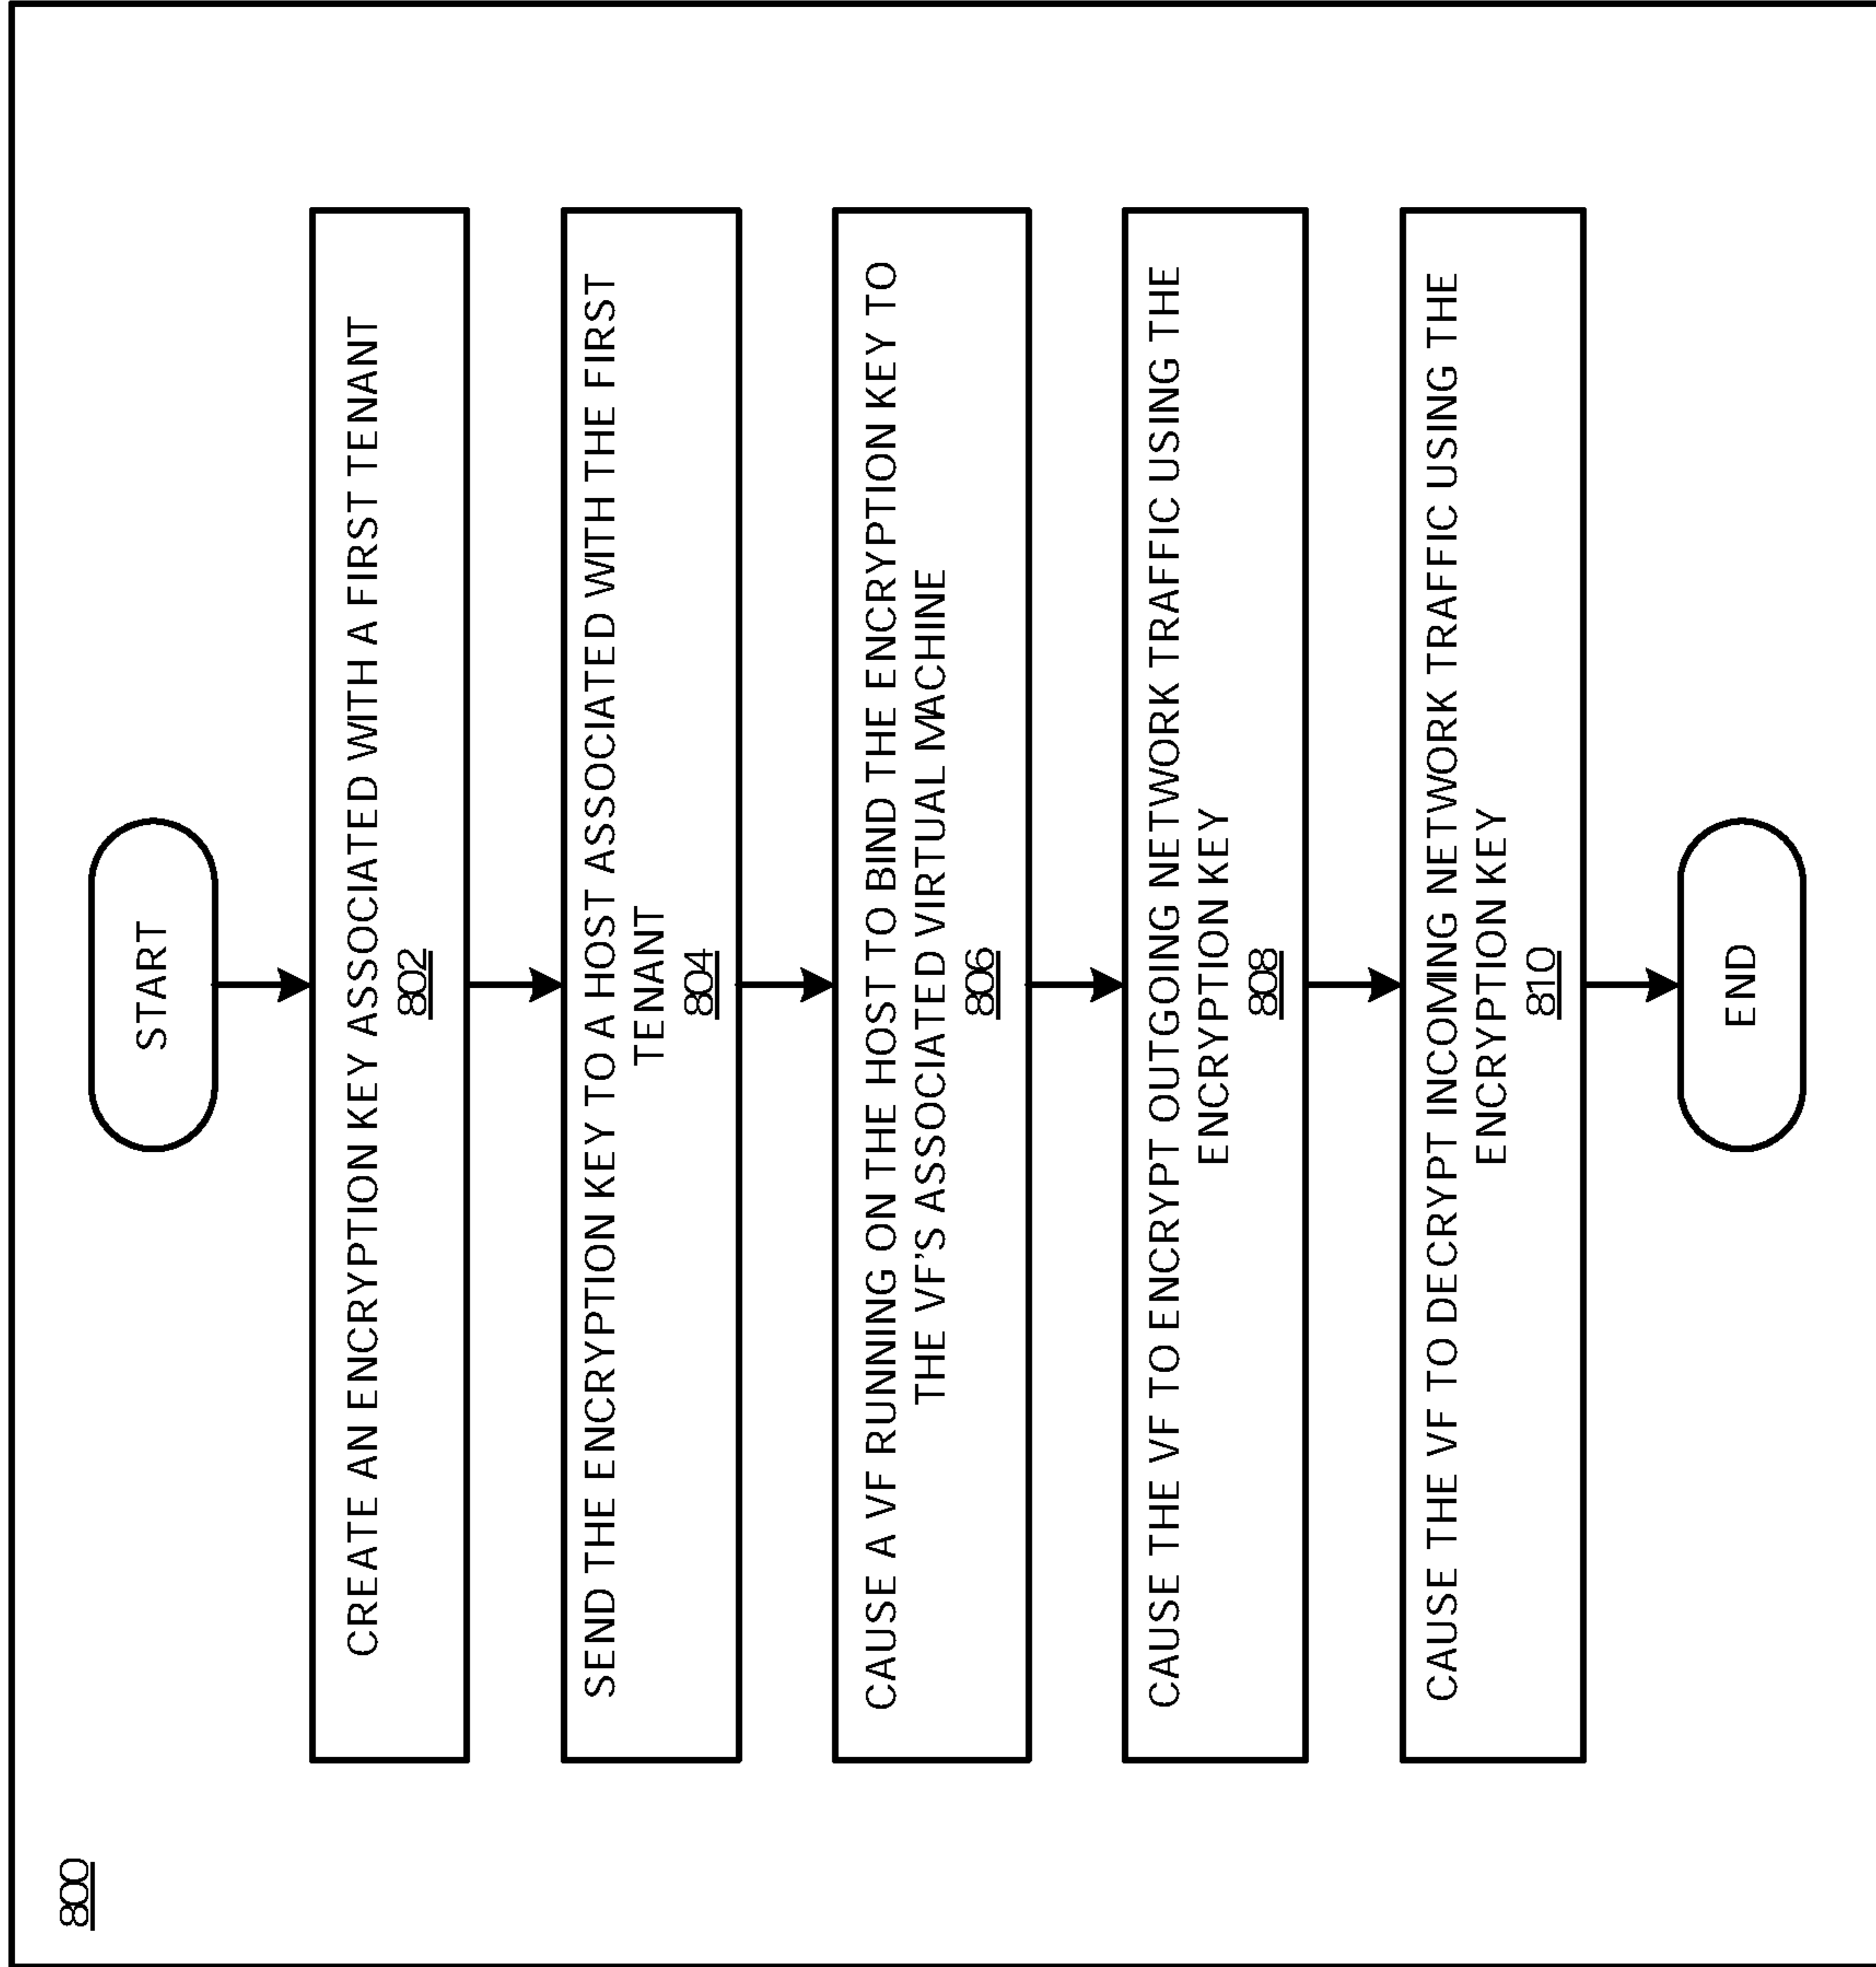 800
START
CREATE AN ENCRYPTION KEY ASSOCIATED WITH A FIRST TENANT
802
SEND THE ENCRYPTION KEY TO A HOST ASSOCIATED WITH THE FIRST
TENANT
804
CAUSE A VF RUNNING ON THE HOST TO BIND THE ENCRYPTION KEY TO
THE VF'S ASSOCIATED VIRTUAL MACHINE
806
CAUSE THE VF TO ENCRYPT OUTGOING NETWORK TRAFFIC USING THE
ENCRYPTION KEY
808
CAUSE THE VF TO DECRYPT INCOMING NETWORK TRAFFIC USING THE
ENCRYPTION KEY
810
END